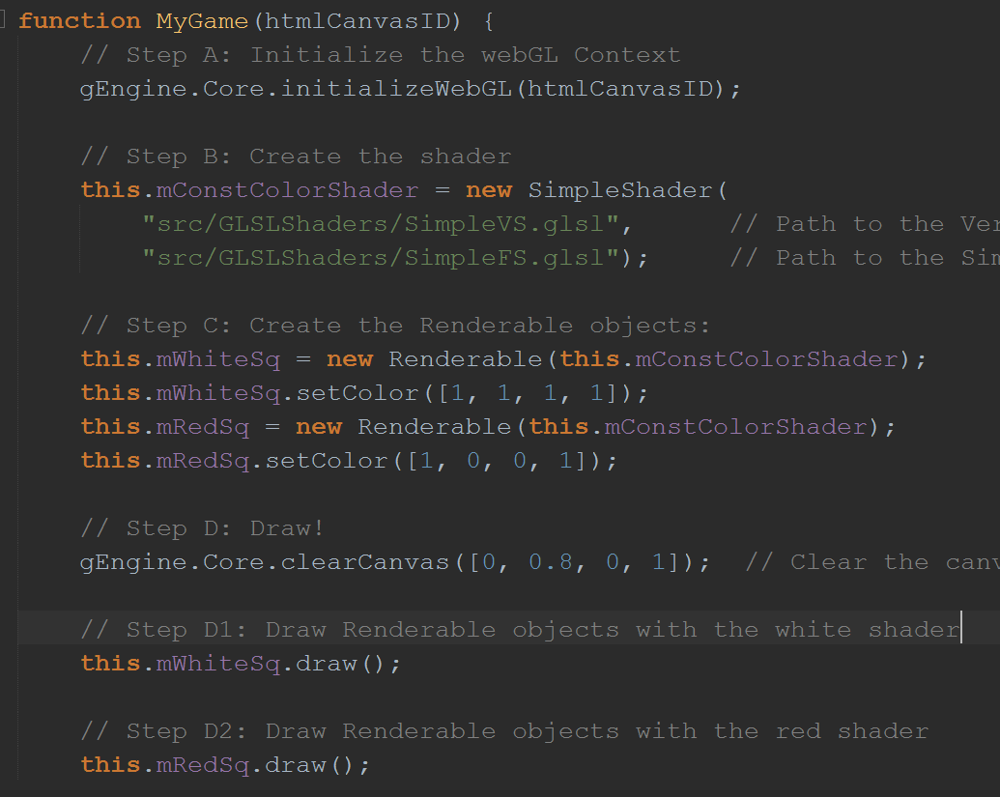 function MyGame(htmlCanvasID) {
// Step A: Initialize the webGL Context
gEngine.Core.initializeWebGL(htmlCanvasID);
// Step B: Create the shader
this.mConstColorShader = new SimpleShader(
"src/GLSLShaders/SimpleVS.glsl", // Path to the Ver
"src/GLSLShaders/SimpleFS.glsl"); // Path to the Sim
// Step C: Create the Renderable objects:
this.mWhiteSq = new Renderable(this.mConstColorShader);
this.mWhiteSq.setColor([1, 1, 1, 1]);
this.mRedSq = new Renderable(this.mConstColorShader);
this.mRedSq.setColor([1, 0, 0, 1]);
// Step D: Draw!
gEngine.Core.clearCanvas([0, 0.8, 0, 1]); // Clear the canv
// Step D1: Draw Renderable objects with the white shader
this.mWhiteSq.draw();
// Step D2: Draw Renderable objects with the red shader
this.mRedSq.draw();